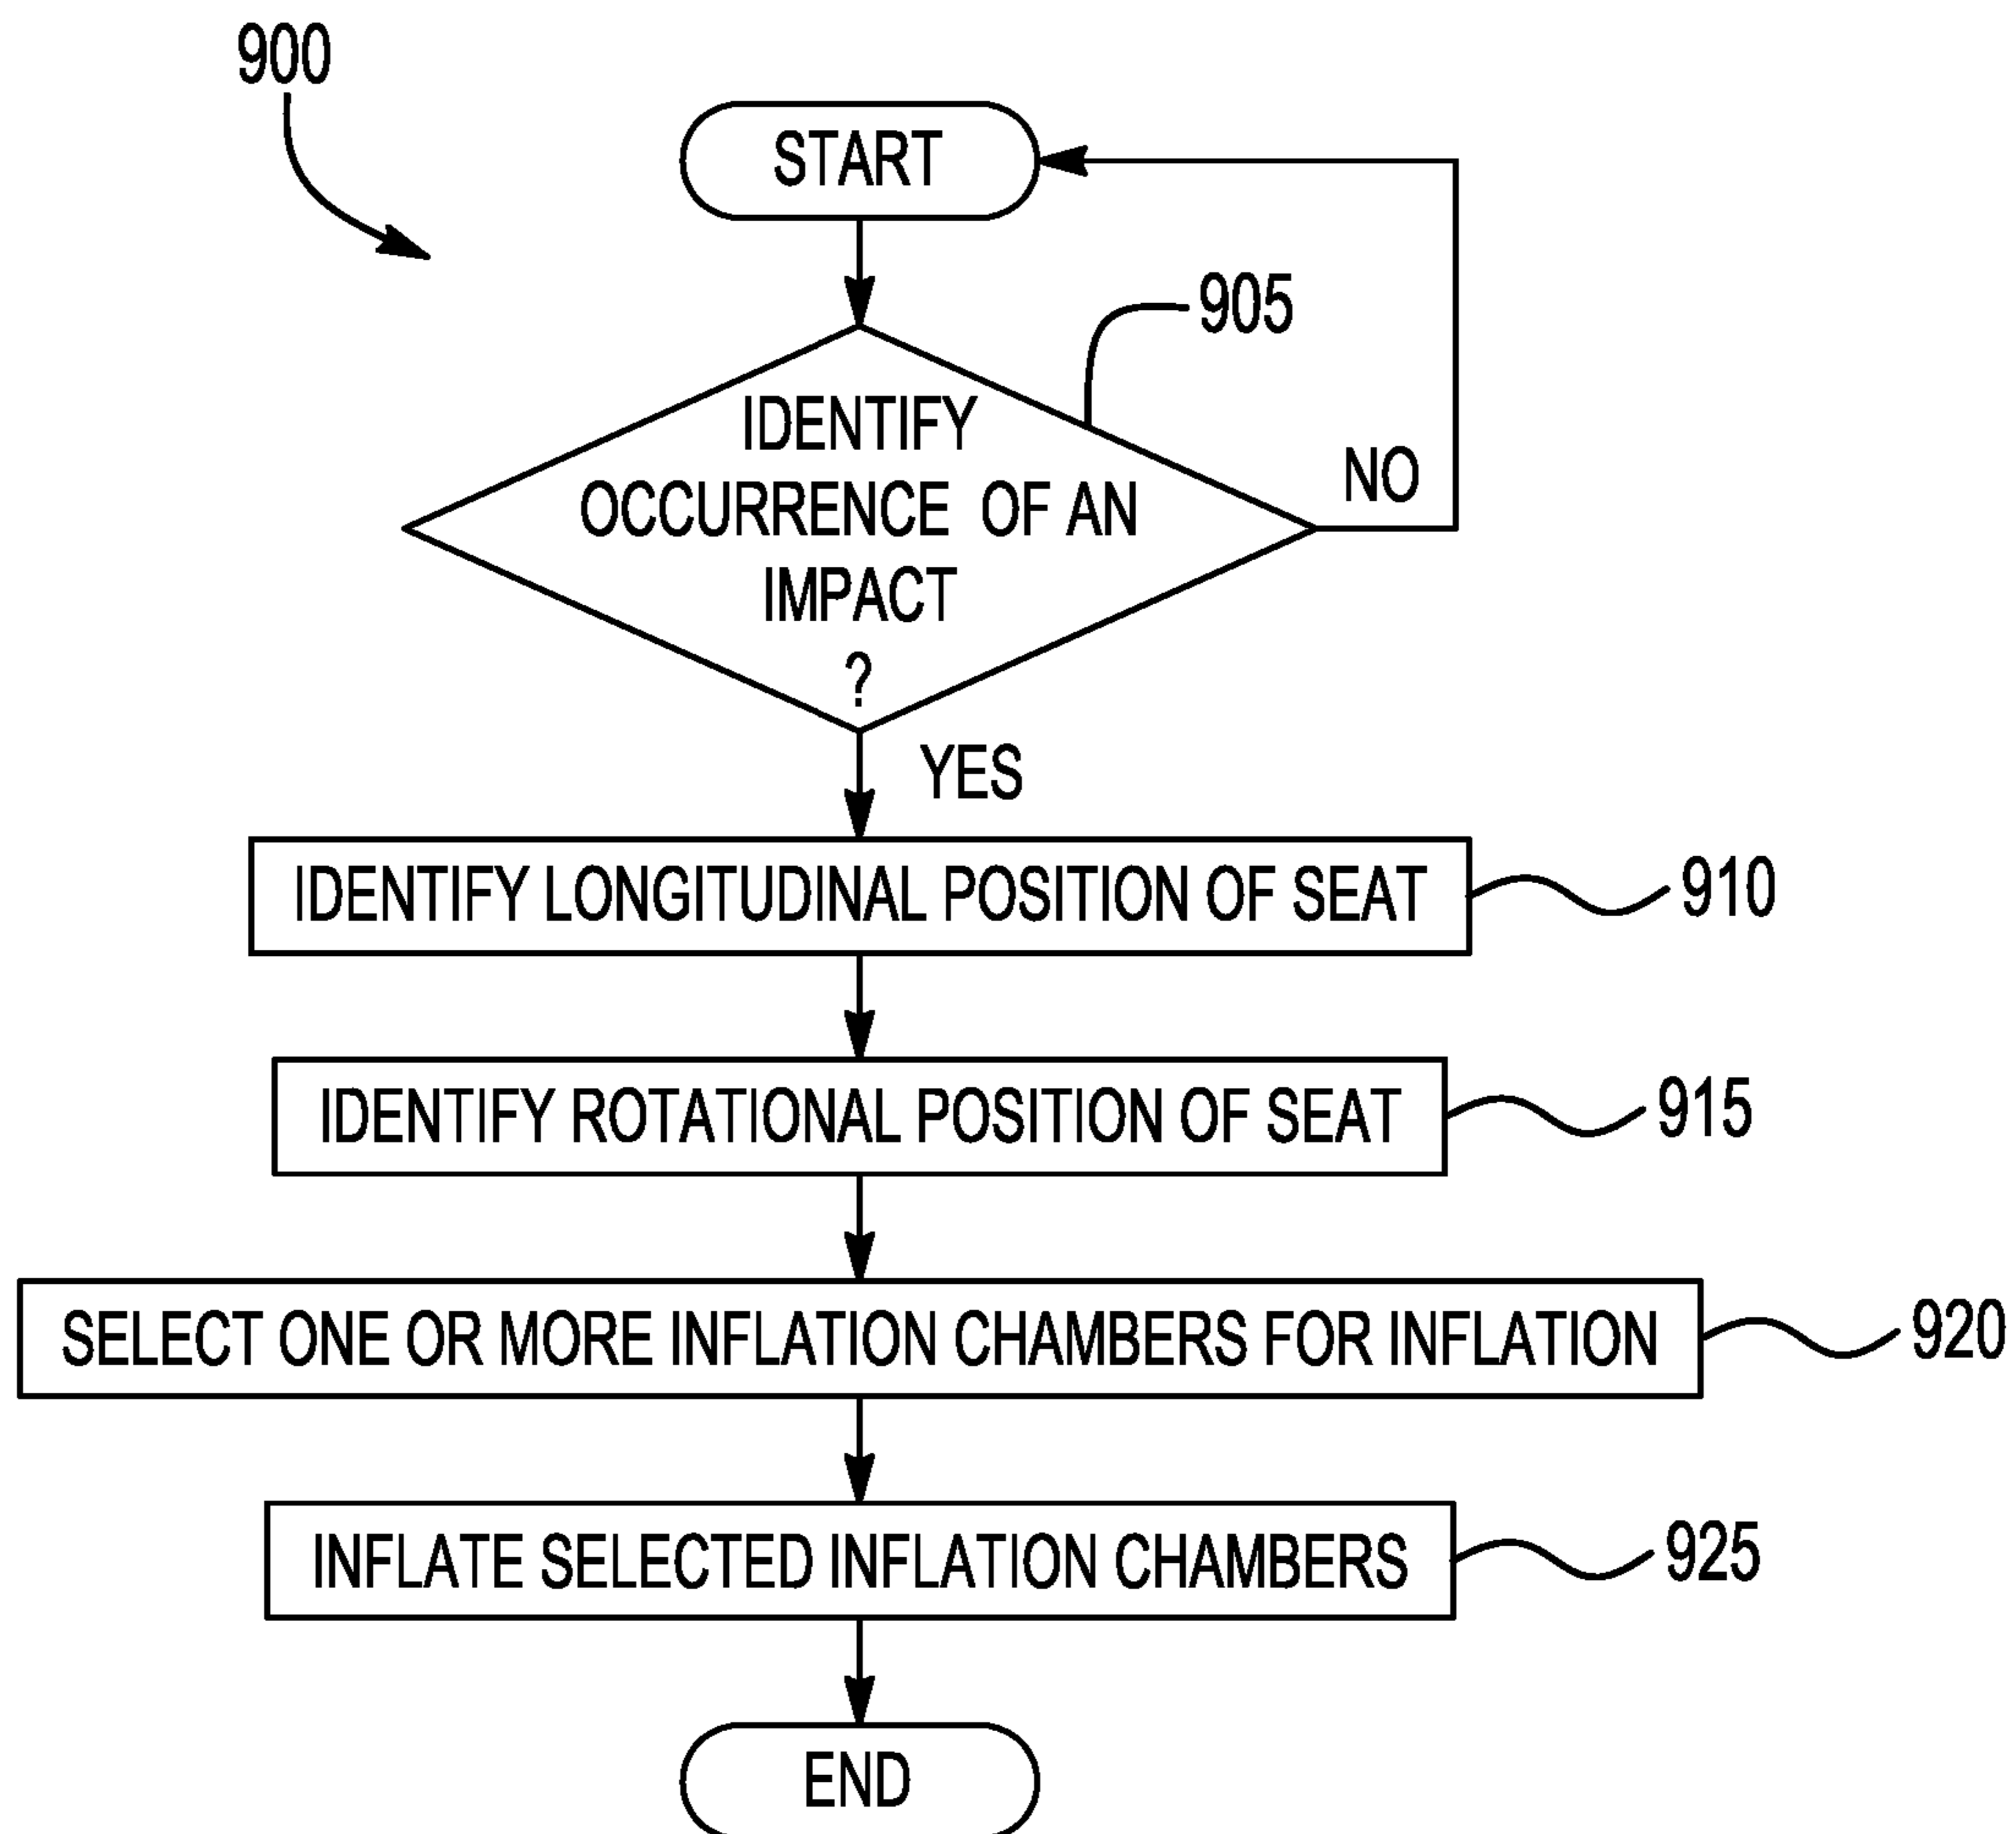 900
START
905
IDENTIFY
OCCURRENCE OF AN
IMPACT
?
NO
YES
IDENTIFY LONGITUDINAL POSITION OF SEAT
910
IDENTIFY ROTATIONAL POSITION OF SEAT
915
SELECT ONE OR MORE INFLATION CHAMBERS FOR INFLATION
920
INFLATE SELECTED INFLATION CHAMBERS
925
END